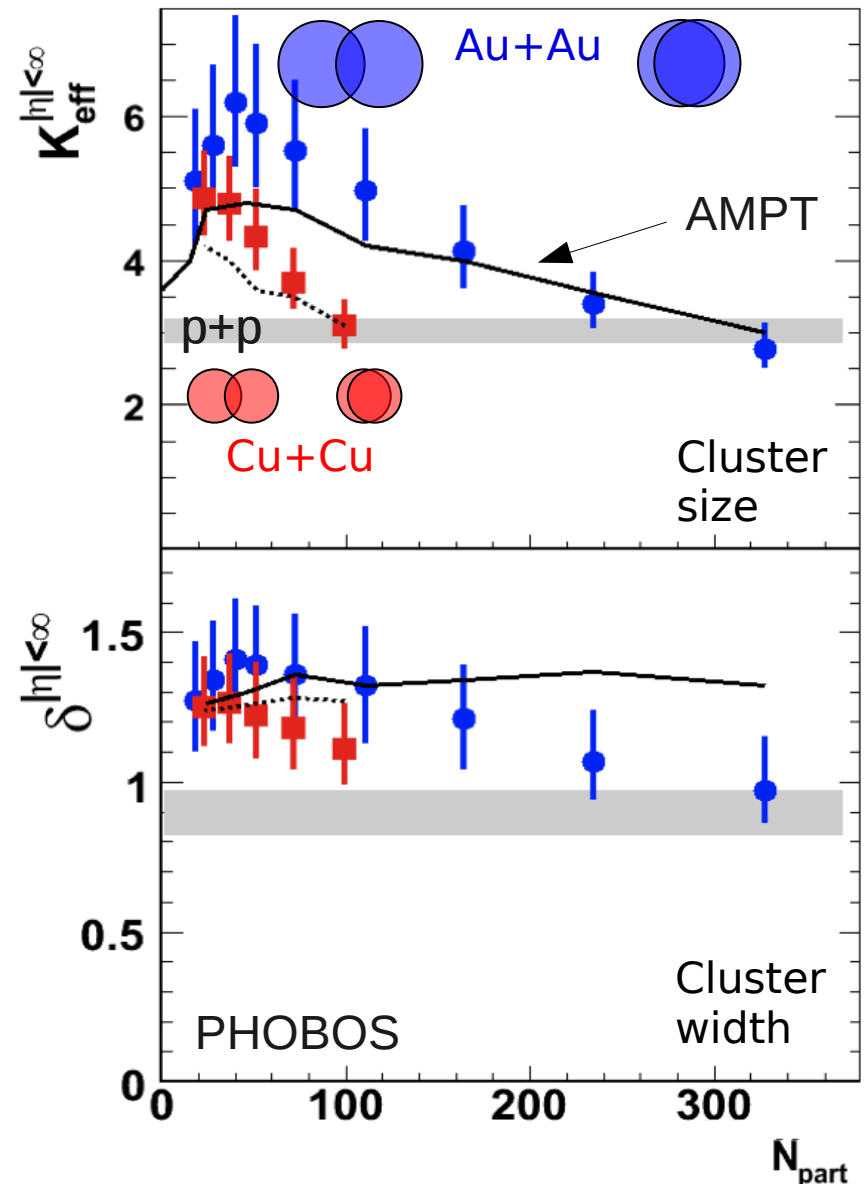 K_eff^|η|<∞
6
4
2
Au+Au
AMPT
p+p
Cu+Cu
Cluster
size
δ^|η|<∞
1.5
1
0.5
0
Cluster
width
PHOBOS
0 100 200 300
N_part